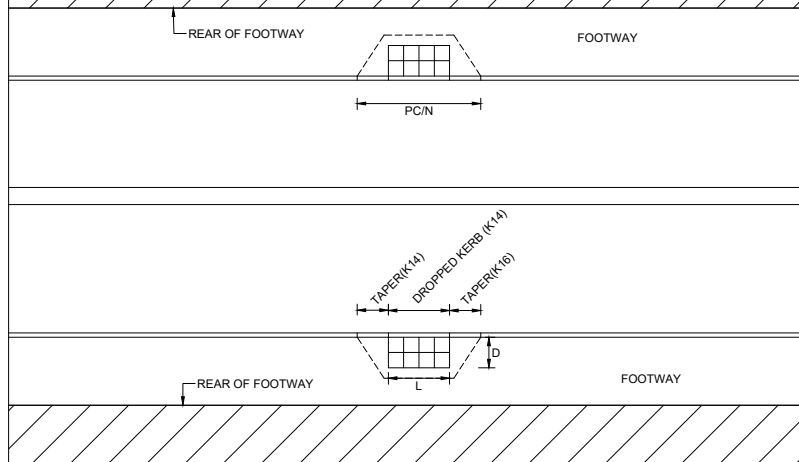 REAR OF FOOTWAY
FOOTWAY
PC/N
TAPER(K14)
DROPPED KERB (K14)
TAPER(K16)
D
L
REAR OF FOOTWAY
FOOTWAY